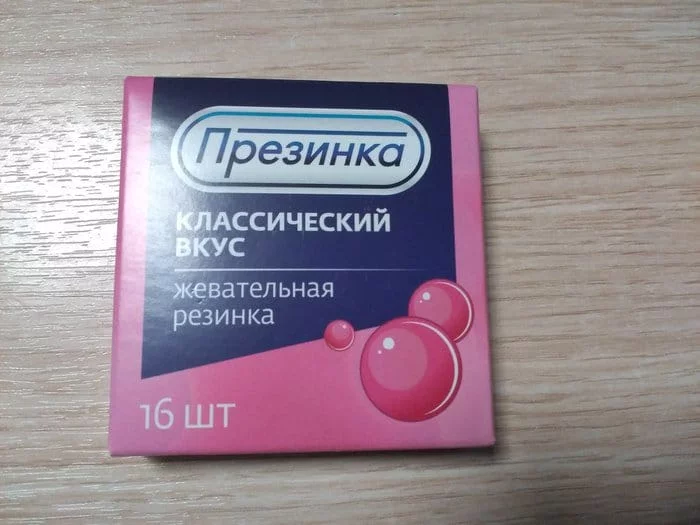 Презинка
КЛАССИЧЕСКИЙ
ВКУС
жевательная
резинка
16 шт